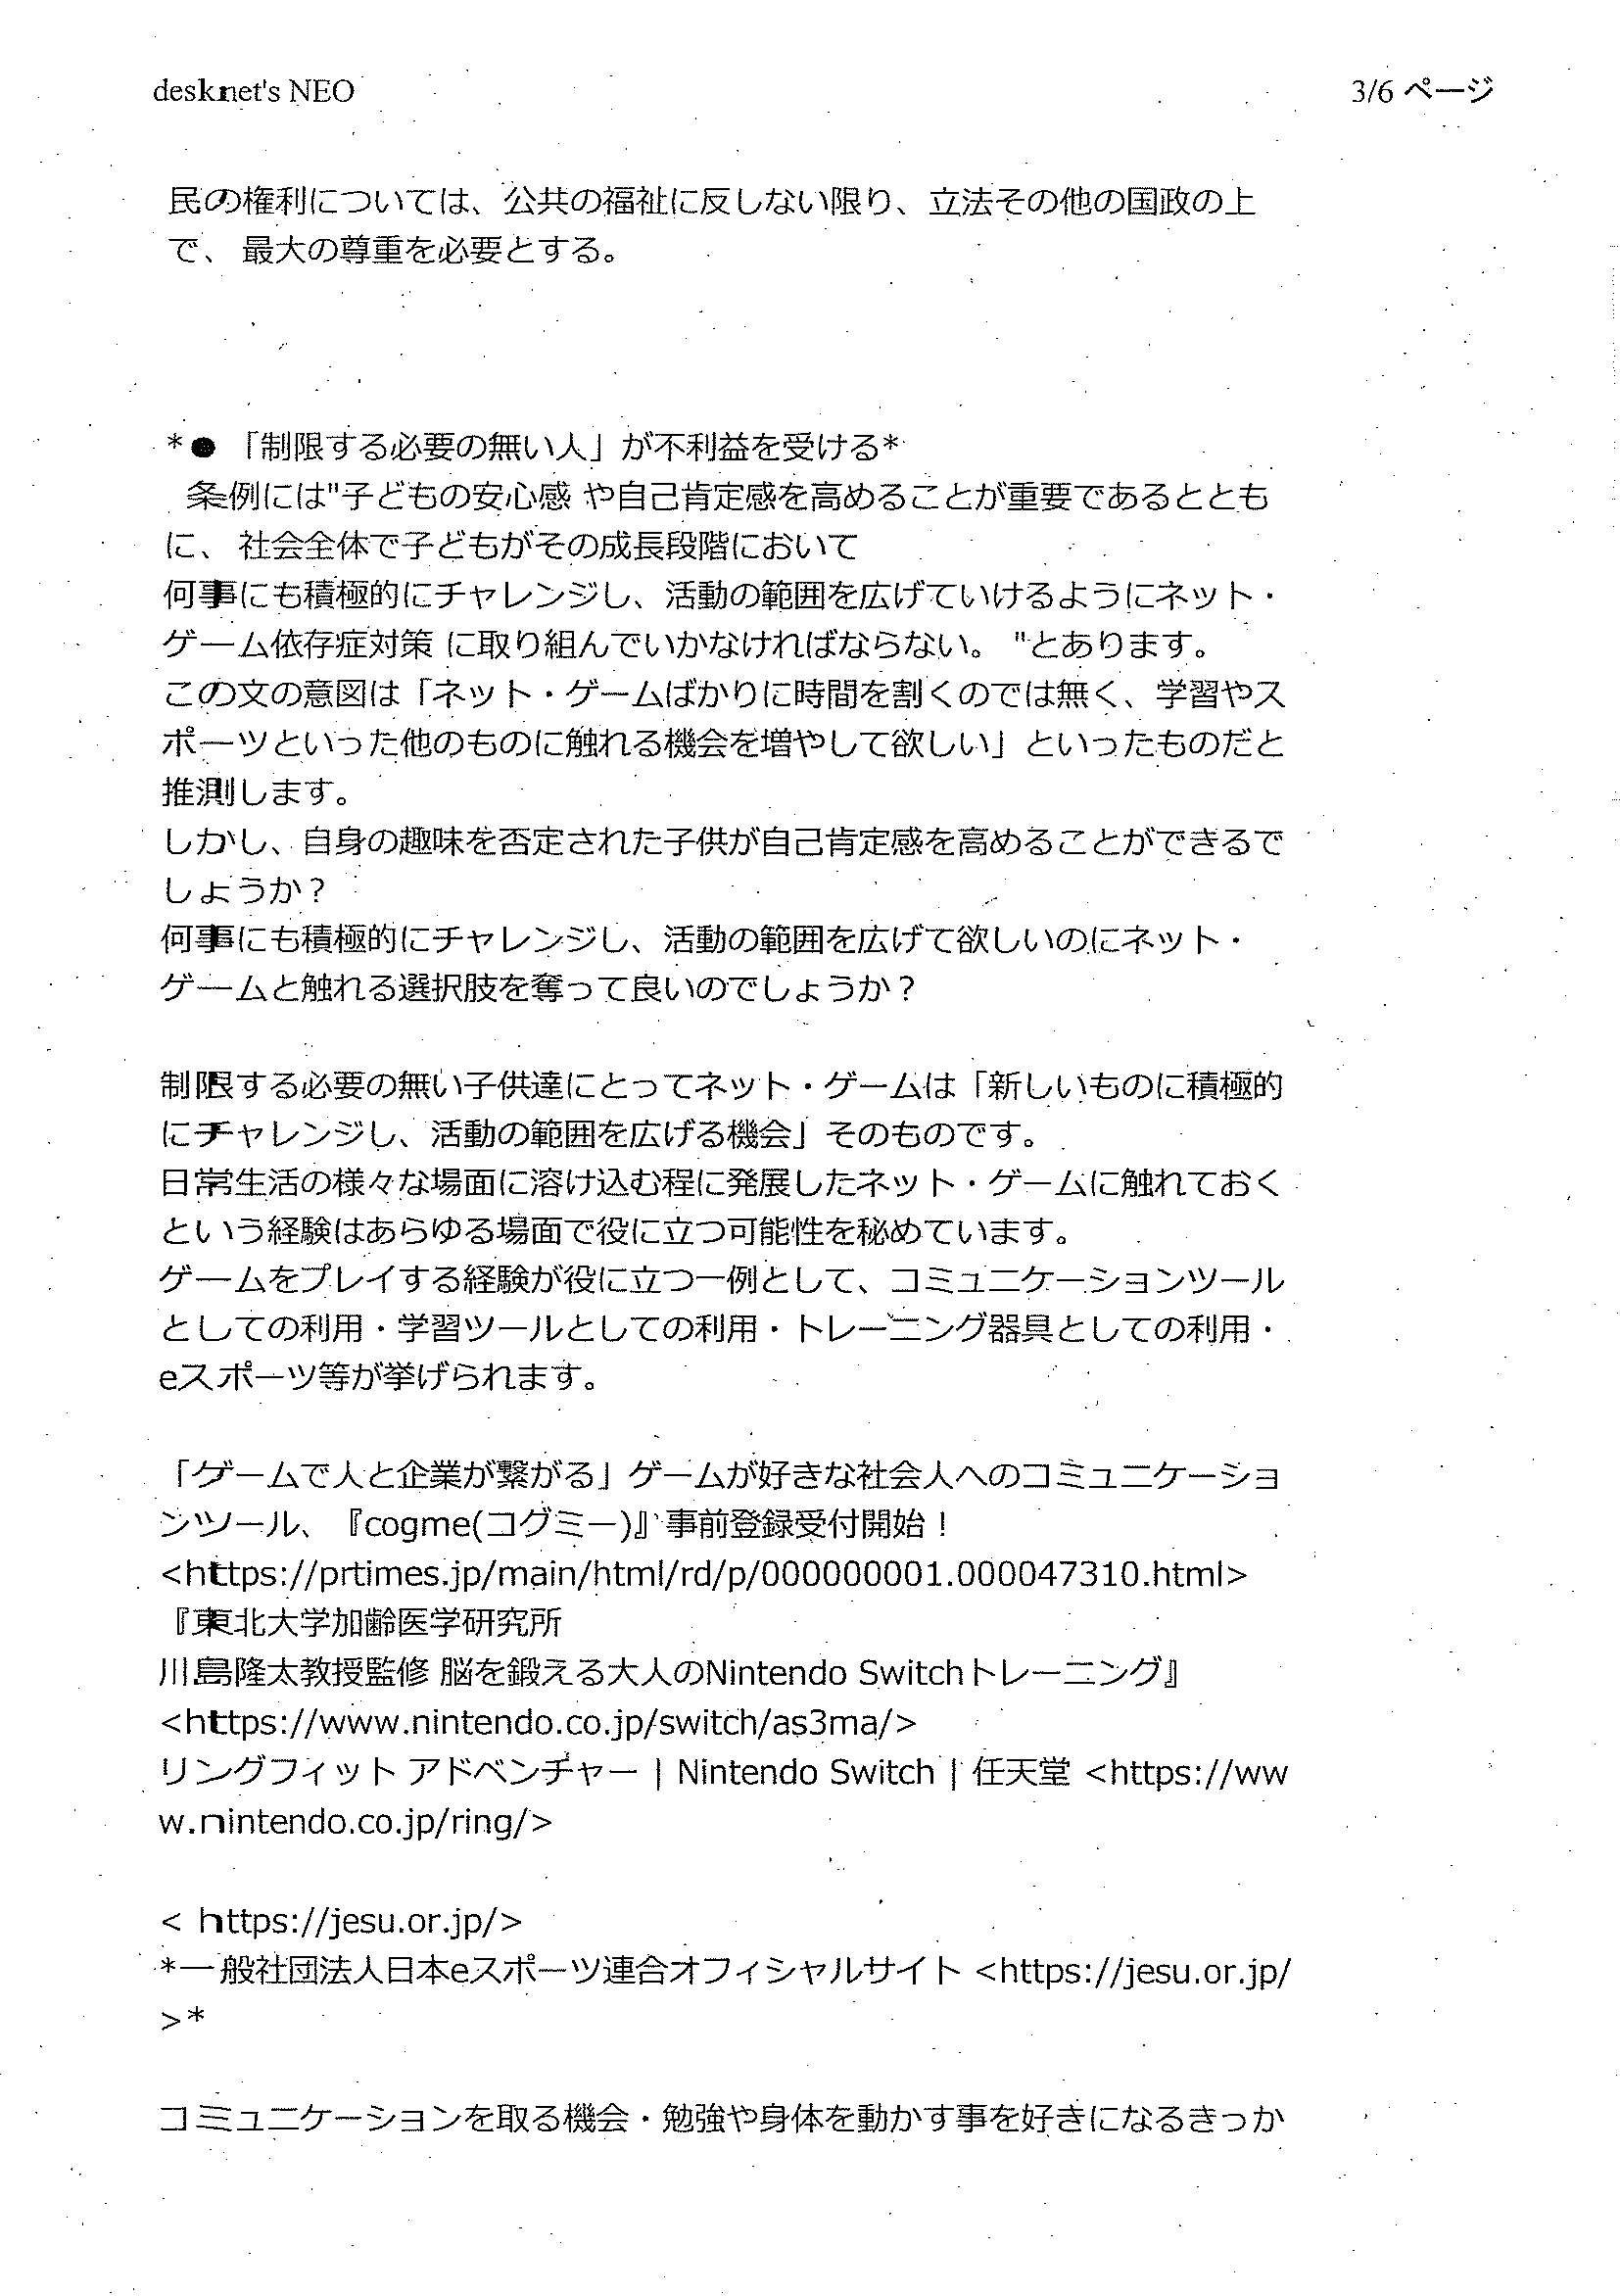 desknet's NEO
3/6 ページ
民の権利については、公共の福祉に反しない限り、立法その他の国政の上
で、 最大の尊重を必要とする。
*● 「制限する必要の無い人」が不利益を受ける*
条例には"子どもの安心感 や自己肯定感を高めることが重要であるととも
に、 社会全体で子どもがその成長段階において
何事にも積極的にチャレンジし、活動の範囲を広げていけるようにネット・
ゲーム依存症対策 に取り組んでいかなければならない。 "とあります。
この文の意図は「ネット・ゲームばかりに時間を割くのでは無く、学習やス
ポーツといった他のものに触れる機会を増やして欲しい」といったものだと
推測します。
しかし、自身の趣味を否定された子供が自己肯定感を高めることができるで
しょうか？
何事にも積極的にチャレンジし、活動の範囲を広げて欲しいのにネット・
ゲームと触れる選択肢を奪って良いのでしょうか？
制限する必要の無い子供達にとってネット・ゲームは「新しいものに積極的
にチャレンジし、活動の範囲を広げる機会」そのものです。
日常生活の様々な場面に溶け込む程に発展したネット・ゲームに触れておく
という経験はあらゆる場面で役に立つ可能性を秘めています。
ゲームをプレイする経験が役に立つ一例として、コミュニケーションツール
としての利用・学習ツールとしての利用・トレーニング器具としての利用・
eスポーツ等が挙げられます。
「ゲームで人と企業が繋がる」ゲームが好きな社会人へのコミュニケーショ
ンツール、『cogme(コグミー)』事前登録受付開始！
<https://prtimes.jp/main/html/rd/p/000000001.000047310.html>
『東北大学加齢医学研究所
川島隆太教授監修 脳を鍛える大人のNintendo Switchトレーニング』
<https://www.nintendo.co.jp/switch/as3ma/>
リングフィット アドベンチャー | Nintendo Switch | 任天堂 <https://ww
w.nintendo.co.jp/ring/>
< https://jesu.or.jp/>
*一般社団法人日本eスポーツ連合オフィシャルサイト <https://jesu.or.jp/
>*
コミュニケーションを取る機会・勉強や身体を動かす事を好きになるきっか